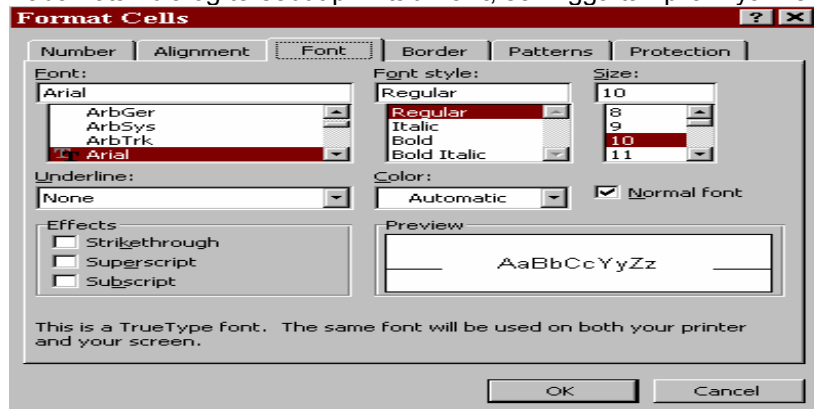 Format Cells
Number Alignment Font Border Patterns Protection
Font: Font style: Size:
Arial Regular 10
ArbGer Regular 8
ArbSys Italic 9
ArbTrk Bold 10
Arial Bold Italic 11
Underline: Color:
None Automatic Normal font
Effects Preview
Strikethrough
Superscript AaBbCcYyZz
Subscript
This is a TrueType font. The same font will be used on both your printer
and your screen.
OK Cancel